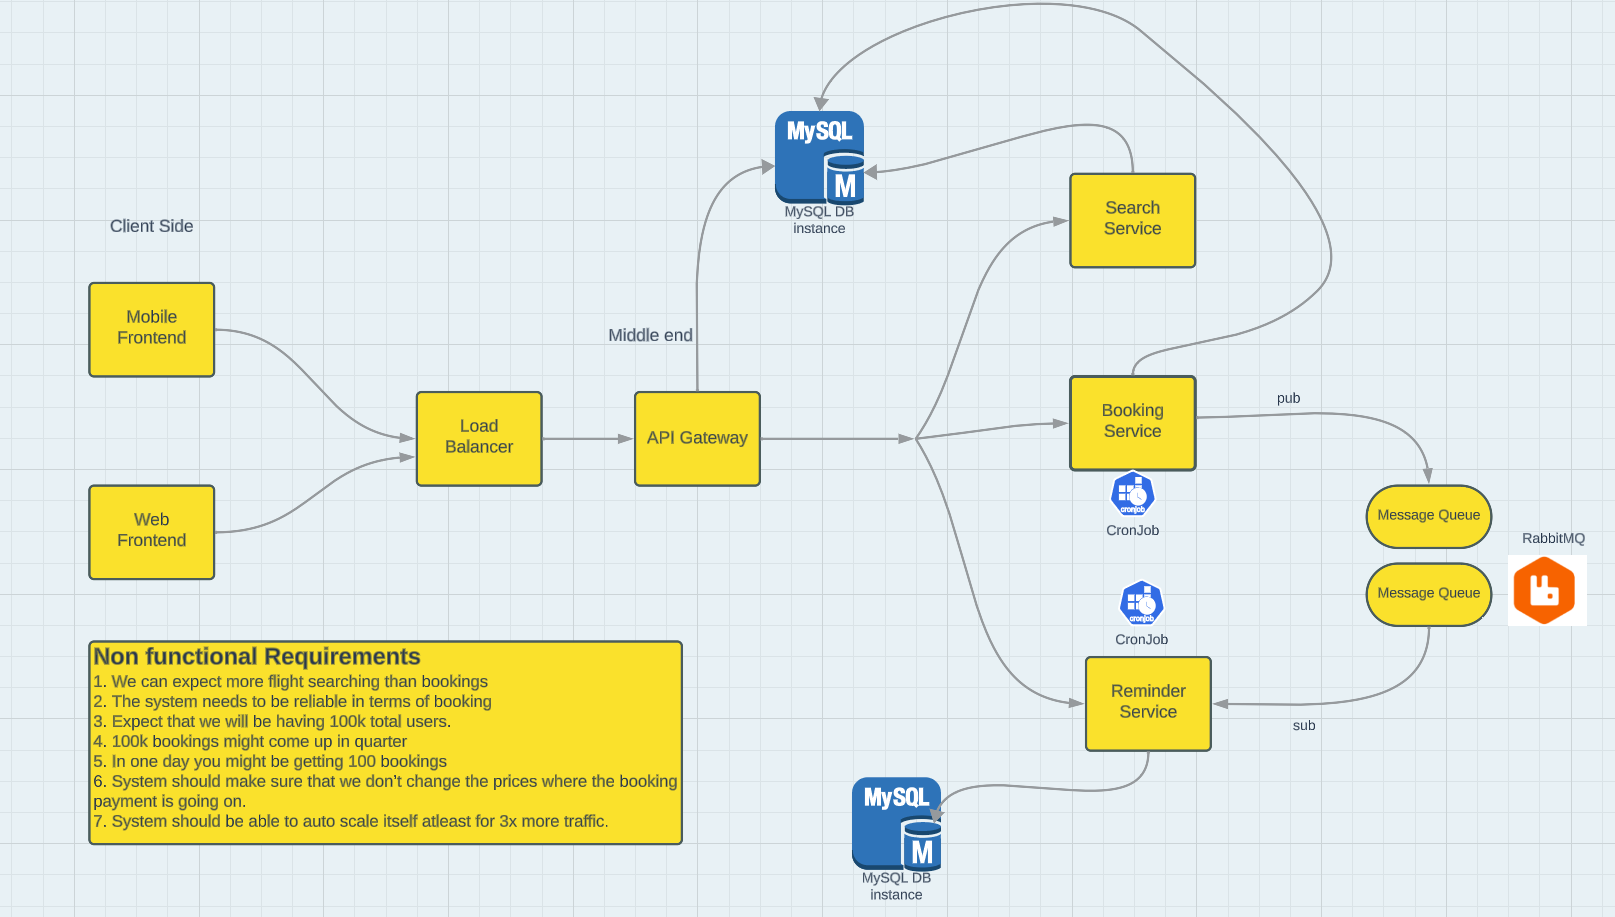 MySQL
M
MySQL DB
instance
Search
Service
Client Side
Mobile
Frontend
Middle end
Load
Balancer
API Gateway
Booking
Service
pub
cronjob
CronJob
Web
Frontend
Message Queue
RabbitMQ
Message Queue
cronjob
CronJob
Reminder
Service
sub
Non functional Requirements
1. We can expect more flight searching than bookings
2. The system needs to be reliable in terms of booking
3. Expect that we will be having 100k total users.
4. 100k bookings might come up in quarter
5. In one day you might be getting 100 bookings
6. System should make sure that we don't change the prices where the booking
payment is going on.
7. System should be able to auto scale itself atleast for 3x more traffic.
MySQL
M
MySQL DB
instance